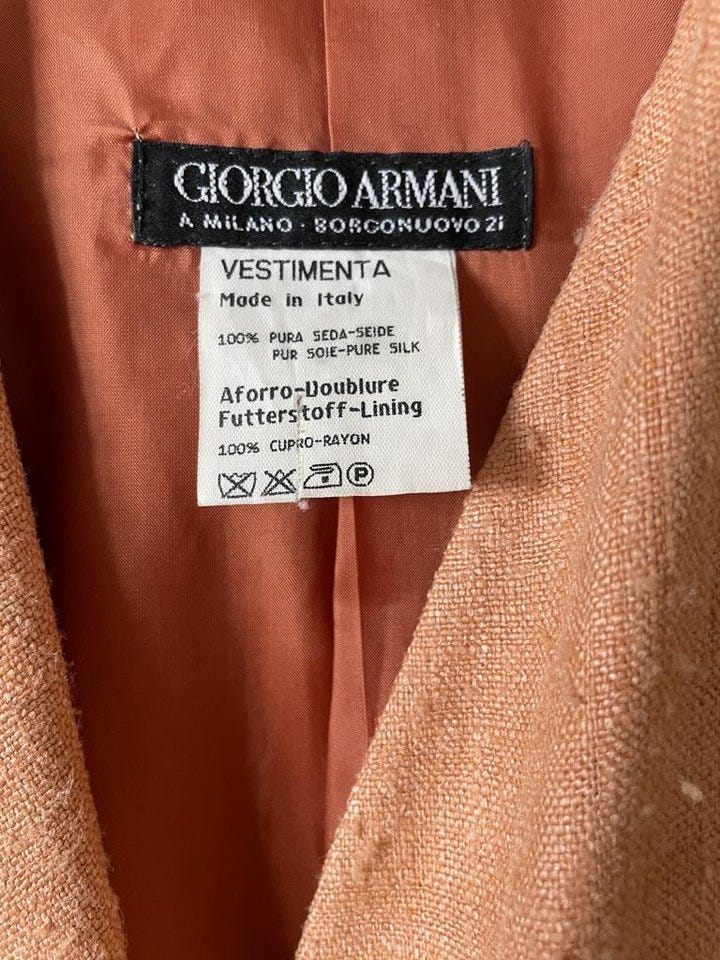 GIORGIO ARMANI
A MILANO · BORGONUOVO 21
VESTIMENTA
Made in Italy
100% PURA SEDA-SEIDE
PUR SOIE-PURE SILK
Aforro-Doublure
Futterstoff-Lining
100% CUPRO-RAYON
P